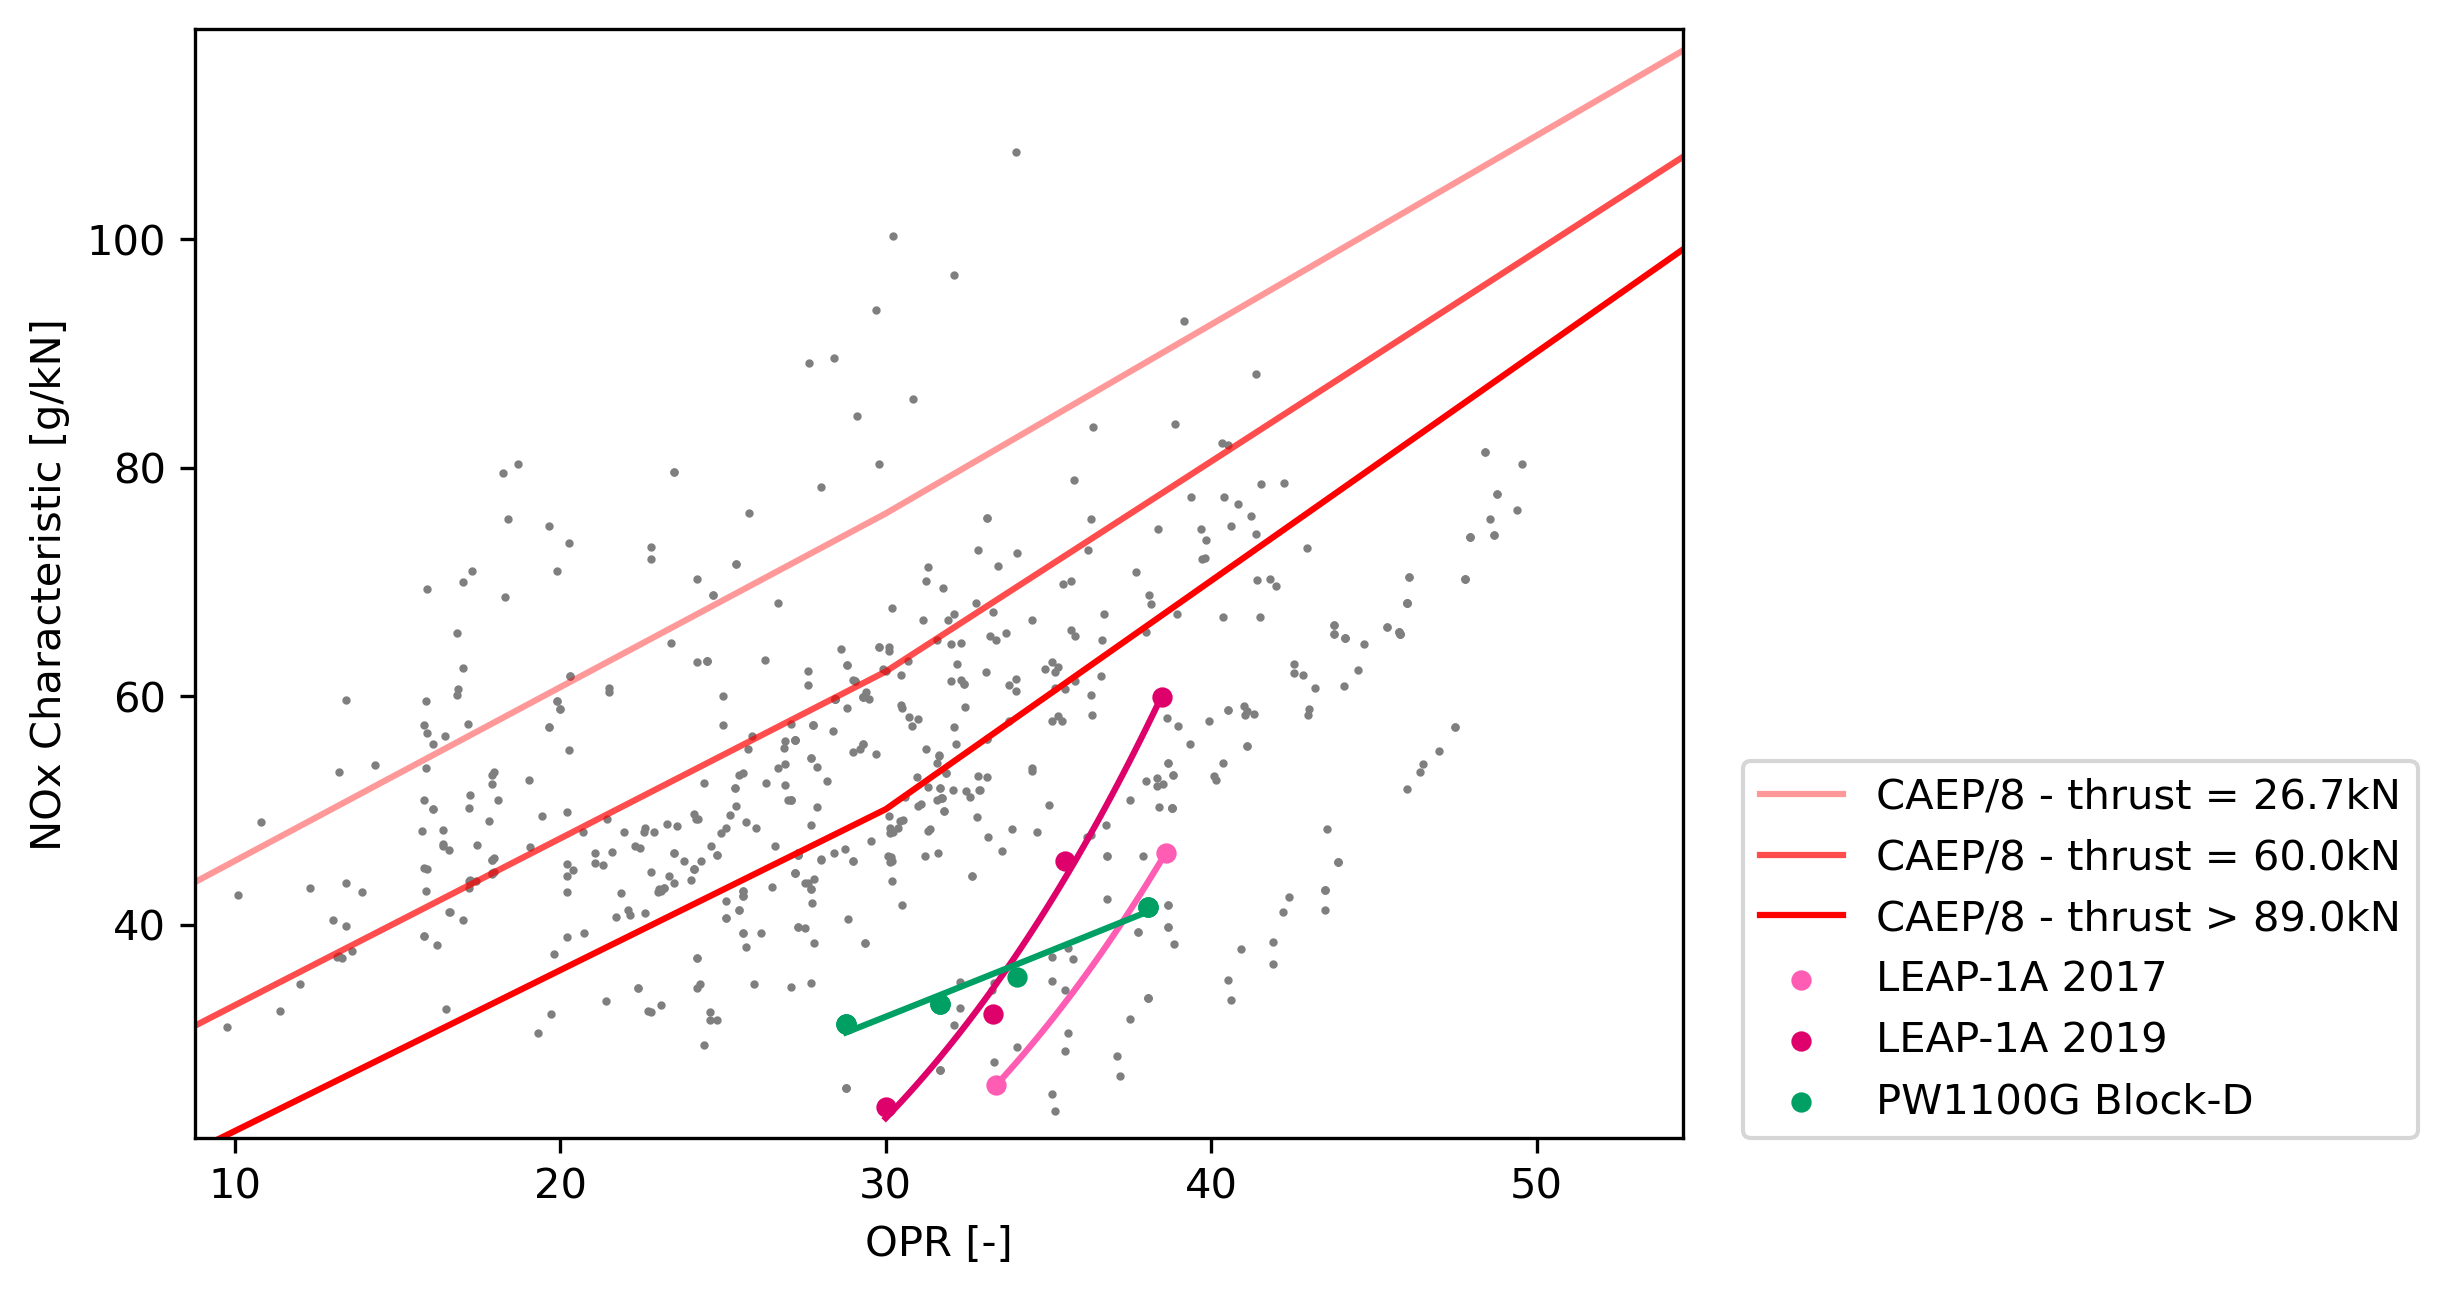 NOx Characteristic [g/kN]
100
80
60
40
10
20
30
40
50
OPR [-]
CAEP/8 - thrust = 26.7kN
CAEP/8 - thrust = 60.0kN
CAEP/8 - thrust > 89.0kN
LEAP-1A 2017
LEAP-1A 2019
PW1100G Block-D